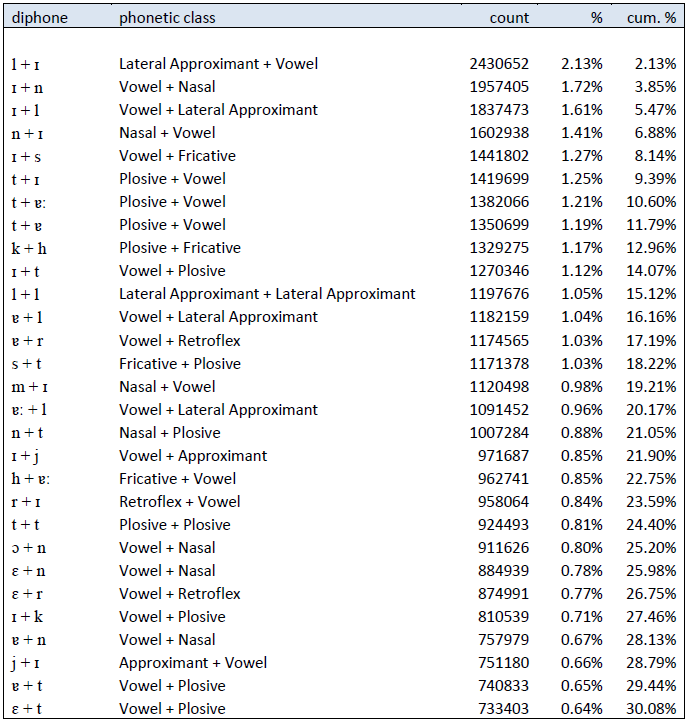 diphone phonetic class count % cum. %
l + ɪ Lateral Approximant + Vowel 2430652 2.13% 2.13%
ɪ + n Vowel + Nasal 1957405 1.72% 3.85%
ɪ + l Vowel + Lateral Approximant 1837473 1.61% 5.47%
n + ɪ Nasal + Vowel 1602938 1.41% 6.88%
ɪ + s Vowel + Fricative 1441802 1.27% 8.14%
t + ɪ Plosive + Vowel 1419699 1.25% 9.39%
t + ɐ: Plosive + Vowel 1382066 1.21% 10.60%
t + ɐ Plosive + Vowel 1350699 1.19% 11.79%
k + h Plosive + Fricative 1329275 1.17% 12.96%
ɪ + t Vowel + Plosive 1270346 1.12% 14.07%
l + l Lateral Approximant + Lateral Approximant 1197676 1.05% 15.12%
ɐ + l Vowel + Lateral Approximant 1182159 1.04% 16.16%
ɐ + r Vowel + Retroflex 1174565 1.03% 17.19%
s + t Fricative + Plosive 1171378 1.03% 18.22%
m + ɪ Nasal + Vowel 1120498 0.98% 19.21%
ɐ: + l Vowel + Lateral Approximant 1091452 0.96% 20.17%
n + t Nasal + Plosive 1007284 0.88% 21.05%
ɪ + j Vowel + Approximant 971687 0.85% 21.90%
h + ɐ: Fricative + Vowel 962741 0.85% 22.75%
r + ɪ Retroflex + Vowel 958064 0.84% 23.59%
t + t Plosive + Plosive 924493 0.81% 24.40%
ɔ + n Vowel + Nasal 911626 0.80% 25.20%
ɛ + n Vowel + Nasal 884939 0.78% 25.98%
ɛ + r Vowel + Retroflex 874991 0.77% 26.75%
ɪ + k Vowel + Plosive 810539 0.71% 27.46%
ɐ + n Vowel + Nasal 757979 0.67% 28.13%
j + ɪ Approximant + Vowel 751180 0.66% 28.79%
ɐ + t Vowel + Plosive 740833 0.65% 29.44%
ɛ + t Vowel + Plosive 733403 0.64% 30.08%